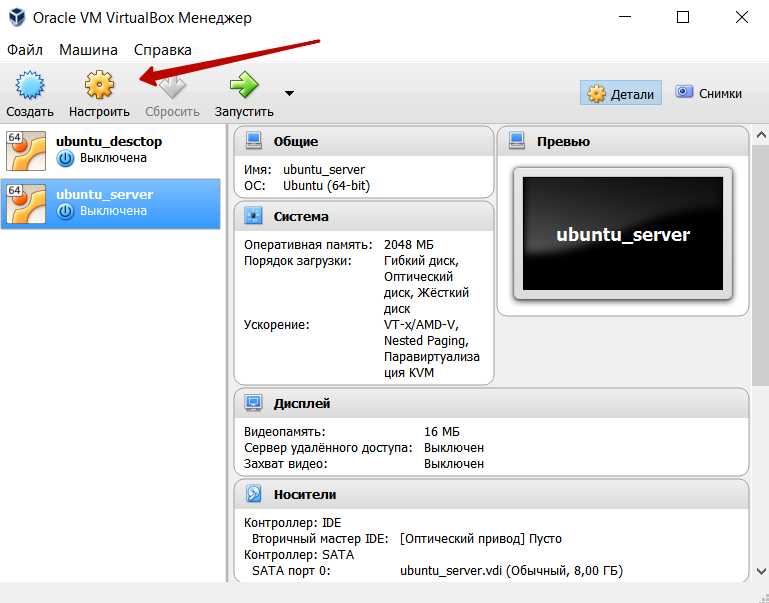 Oracle VM VirtualBox Менеджер
Файл Машина Справка
Создать Настроить Сбросить Запустить Детали Снимки
64 ubuntu_desctop
Выключена
64 ubuntu_server
Выключена
Общие
Имя: ubuntu_server
ОС: Ubuntu (64-bit)
Система
Оперативная память: 2048 МБ
Порядок загрузки: Гибкий диск,
Оптический
диск, Жёсткий
диск
Ускорение: VT-x/AMD-V,
Nested Paging,
Паравиртуализа
ция KVM
Превью
ubuntu_server
Дисплей
Видеопамять: 16 МБ
Сервер удалённого доступа: Выключен
Захват видео: Выключен
Носители
Контроллер: IDE
Вторичный мастер IDE: [Оптический привод] Пусто
Контроллер: SATA
SATA порт 0: ubuntu_server.vdi (Обычный, 8,00 ГБ)